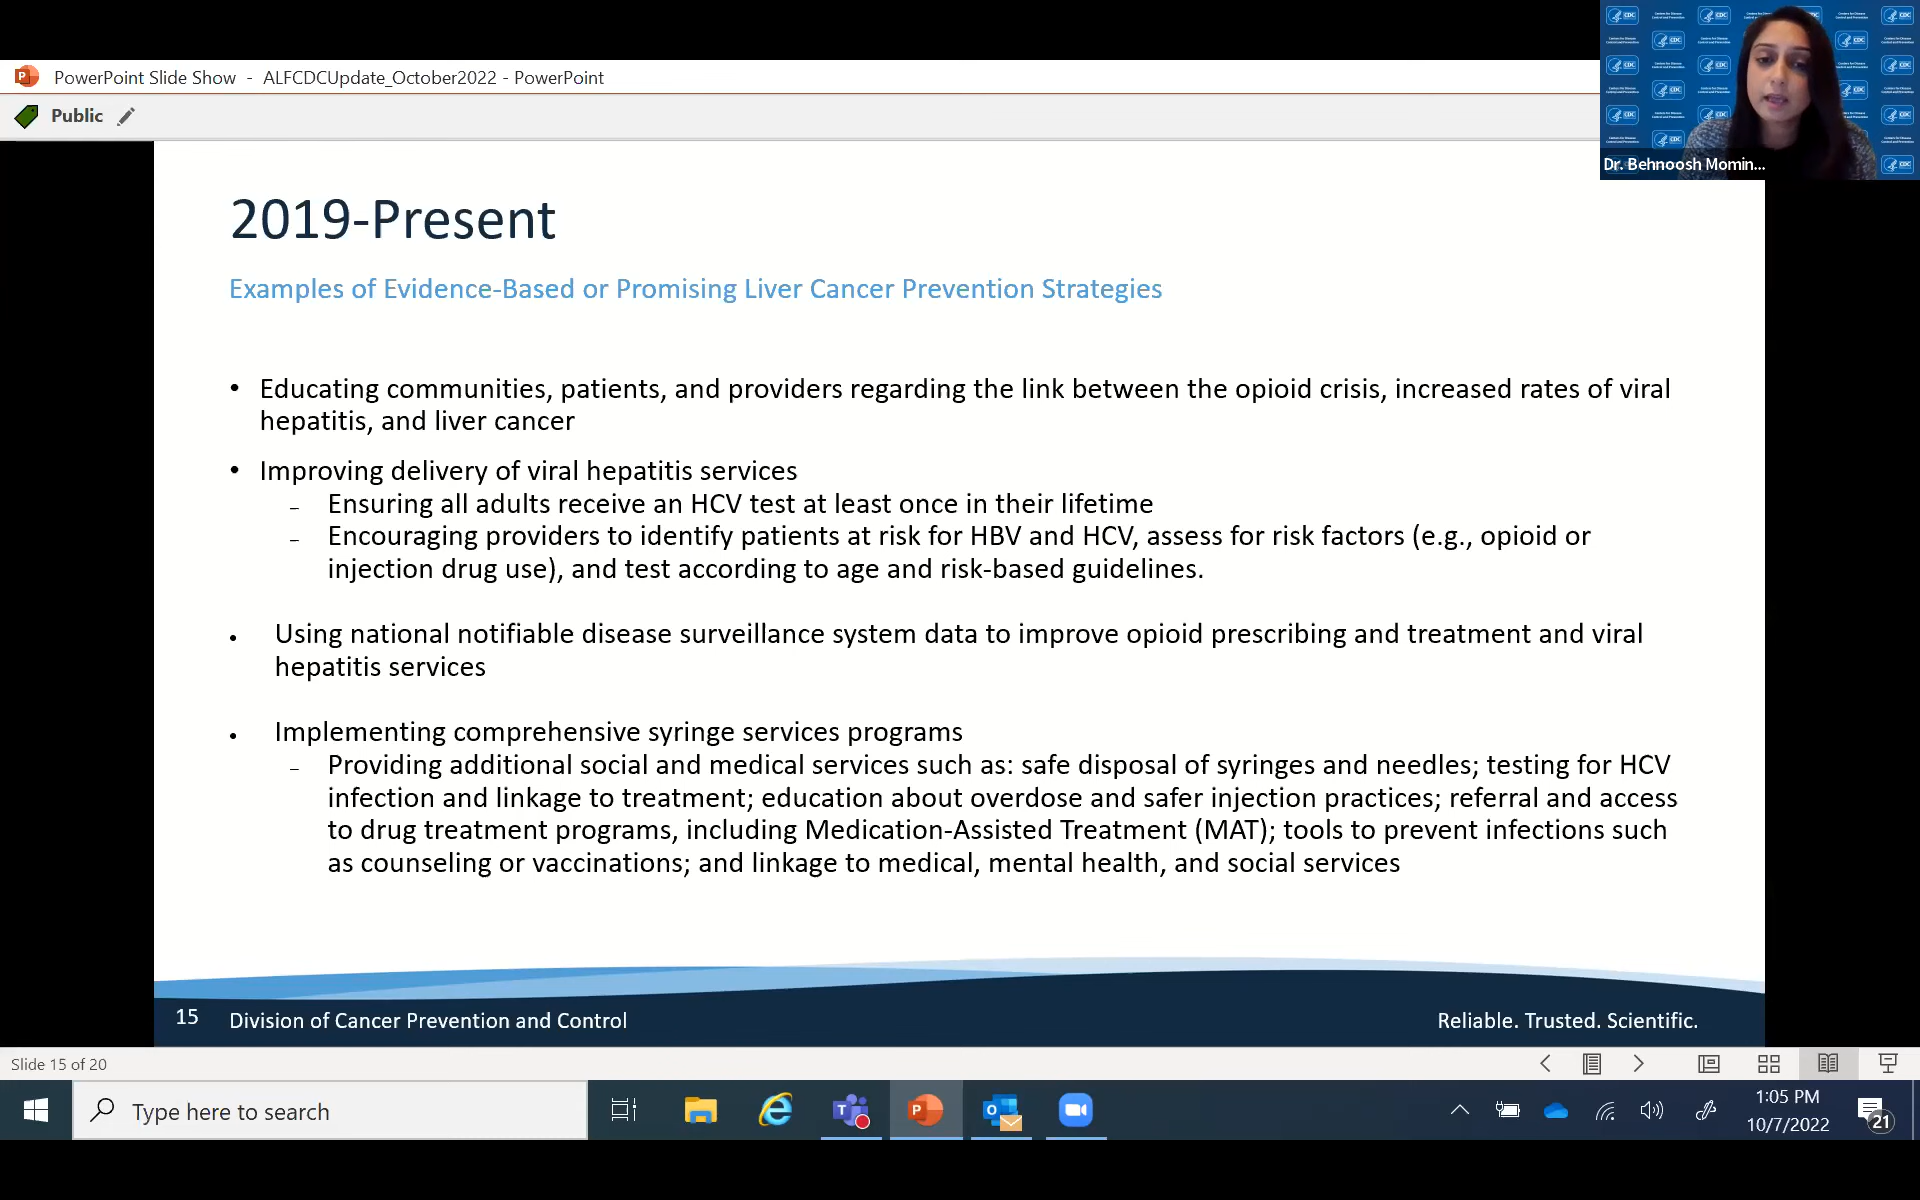 PowerPoint Slide Show - ALFCDCUpdate_October2022 - PowerPoint
Public
CDC
Dr. Behnoosh Momin...
2019-Present
Examples of Evidence-Based or Promising Liver Cancer Prevention Strategies
• Educating communities, patients, and providers regarding the link between the opioid crisis, increased rates of viral
hepatitis, and liver cancer
• Improving delivery of viral hepatitis services
– Ensuring all adults receive an HCV test at least once in their lifetime
– Encouraging providers to identify patients at risk for HBV and HCV, assess for risk factors (e.g., opioid or
injection drug use), and test according to age and risk-based guidelines.
• Using national notifiable disease surveillance system data to improve opioid prescribing and treatment and viral
hepatitis services
• Implementing comprehensive syringe services programs
– Providing additional social and medical services such as: safe disposal of syringes and needles; testing for HCV
infection and linkage to treatment; education about overdose and safer injection practices; referral and access
to drug treatment programs, including Medication-Assisted Treatment (MAT); tools to prevent infections such
as counseling or vaccinations; and linkage to medical, mental health, and social services
15 Division of Cancer Prevention and Control
Reliable. Trusted. Scientific.
Slide 15 of 20
Type here to search
1:05 PM
10/7/2022
21